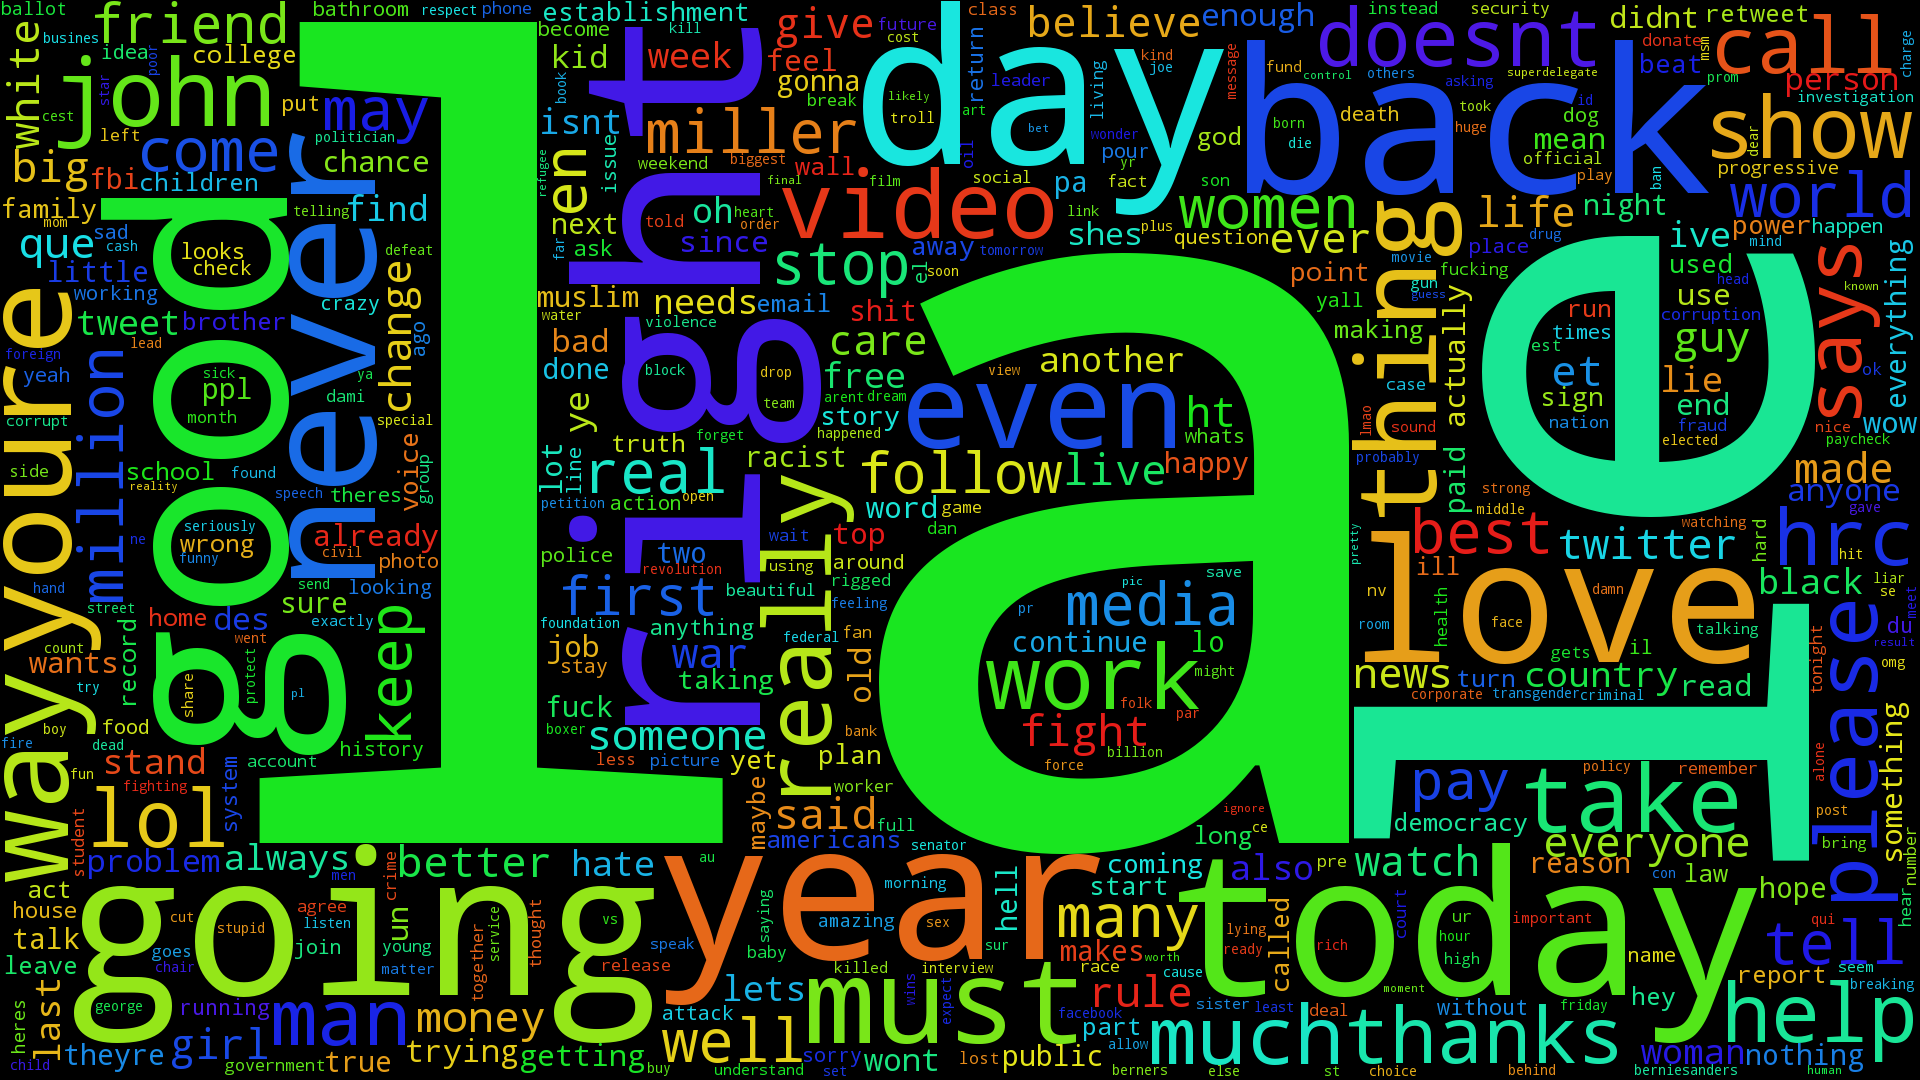 ballot
bathroom
respect
phone
establishment
give
future
class
believe
enough
instead
security
didnt
retweet
busines
idea
friend
college
become
kill
kid
week
feel
cost
return
kind
joe
doesnt
call
charge
white
john
star
poor
put
may
book
gonna
break
day
leader
message
fund
others
control
asking
superdelegate
donate
beat
msm
prom
person
investigation
cest
left
politician
isnt
miller
likely
troll
art
living
back
death
took
id
dog
show
come
chance
issue
en
weekend
biggest
wall
bet
wonder
pour
god
born
die
huge
mean
official
dear
progressive
big
fbi
children
refugee
right
final
video
film
oil
social
yr
fact
son
play
ban
world
family
mom
telling
find
next
told
oh
heart
order
pa
link
plus
women
thing
life
night
power
happen
que
sad
cash
looks
check
defeat
far
ask
since
stop
away
tomorrow
shes
question
ever
place
drug
ive
mind
little
working
good
never
crazy
change
muslim
water
needs
email
el
soon
point
movie
fucking
used
head
known
says
everything
tweet
brother
ago
violence
shit
yall
gun
guess
use
run
corruption
youre
foreign
lead
bad
care
making
actually
times
guy
yeah
million
sick
ppl
month
ya
dami
special
done
block
drop
team
free
arent
dream
view
another
even
case
est
et
lie
ok
corrupt
voice
group
ye
story
happened
ht
whats
lmao
sound
sign
nation
end
fraud
elected
nice
wow
paycheck
side
school
found
lot
line
truth
forget
racist
real
follow
live
happy
probably
paid
e
made
reality
speech
theres
petition
action
open
word
game
strong
middle
anyone
gave
ne
seriously
wrong
funny
already
civil
photo
police
two
revolution
really
wait
using
top
dan
around
pretty
best
twitter
watching
hard
hrc
hit
hand
street
send
sure
looking
first
beautiful
rigged
feeling
pic
save
media
nv
ill
love
damn
black
liar
se
meet
home
des
exactly
foundation
anything
federal
fan
pr
continue
lo
room
health
face
talking
du
result
count
wants
record
went
keep
job
stay
war
taking
old
work
might
news
gets
il
country
tonight
omg
try
share
protect
pl
l
fuck
folk
par
corporate
turn
transgender
criminal
read
please
way
boy
food
boxer
someone
bank
fight
a
T
fire
dead
history
less
picture
yet
plan
billion
force
alone
something
fun
stand
account
worker
pay
policy
remember
fighting
system
maybe
said
full
ignore
democracy
take
post
lol
student
long
ce
everyone
bring
problem
always
better
hate
au
americans
senator
coming
also
pre
watch
reason
con
law
number
act
men
crime
year
morning
start
hope
hear
house
cut
agree
un
going
vs
saying
amazing
sex
hell
many
called
today
court
ur
important
qui
talk
stupid
listen
service
thought
lying
hour
tell
goes
join
young
speak
baby
sur
makes
worth
ready
rich
high
name
leave
chair
matter
together
release
killed
interview
race
cause
seem
last
george
running
man
lets
must
wins
expect
rule
moment
report
breaking
heres
money
attack
facebook
sister
least
deal
without
friday
hey
help
theyre
girl
trying
well
sorry
wont
lost
public
part
allow
much
thanks
woman
nothing
child
government
true
getting
buy
understand
set
berners
else
st
choice
behind
berniesanders
human